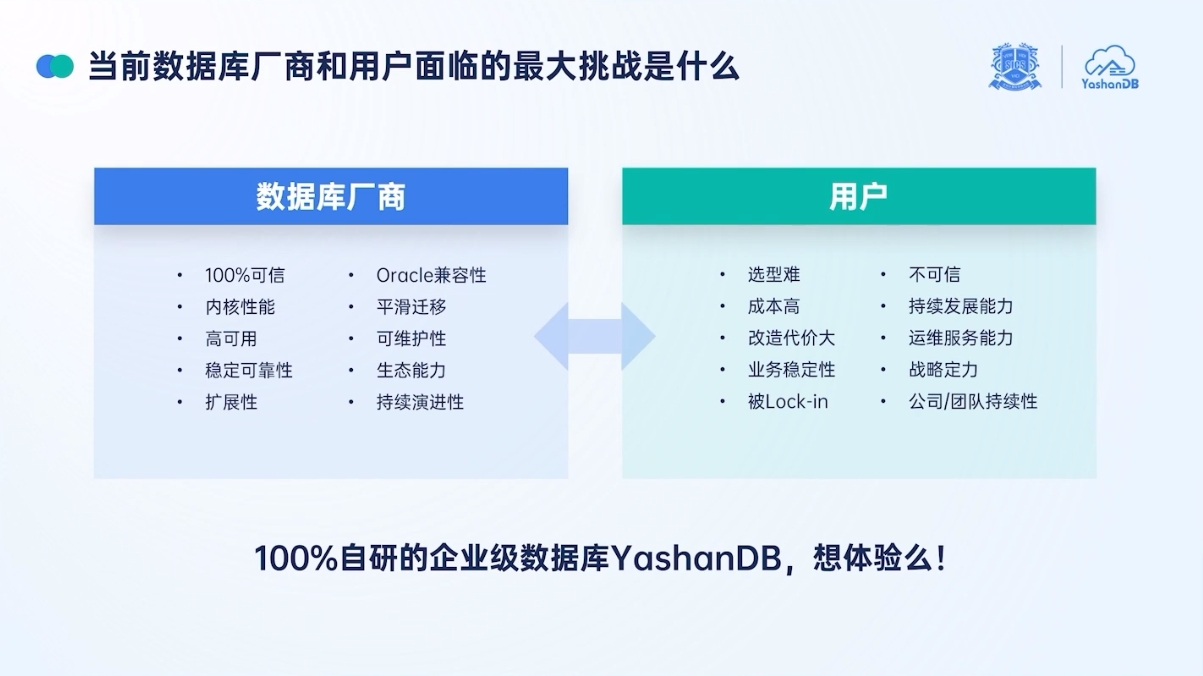 当前数据库厂商和用户面临的最大挑战是什么
YashanDB
数据库厂商
• 100%可信
• 内核性能
• 高可用
• 稳定可靠性
• 扩展性
• Oracle兼容性
• 平滑迁移
• 可维护性
• 生态能力
• 持续演进性
用户
• 选型难
• 成本高
• 改造代价大
• 业务稳定性
• 被Lock-in
• 不可信
• 持续发展能力
• 运维服务能力
• 战略定力
• 公司/团队持续性
100%自研的企业级数据库YashanDB，想体验么！